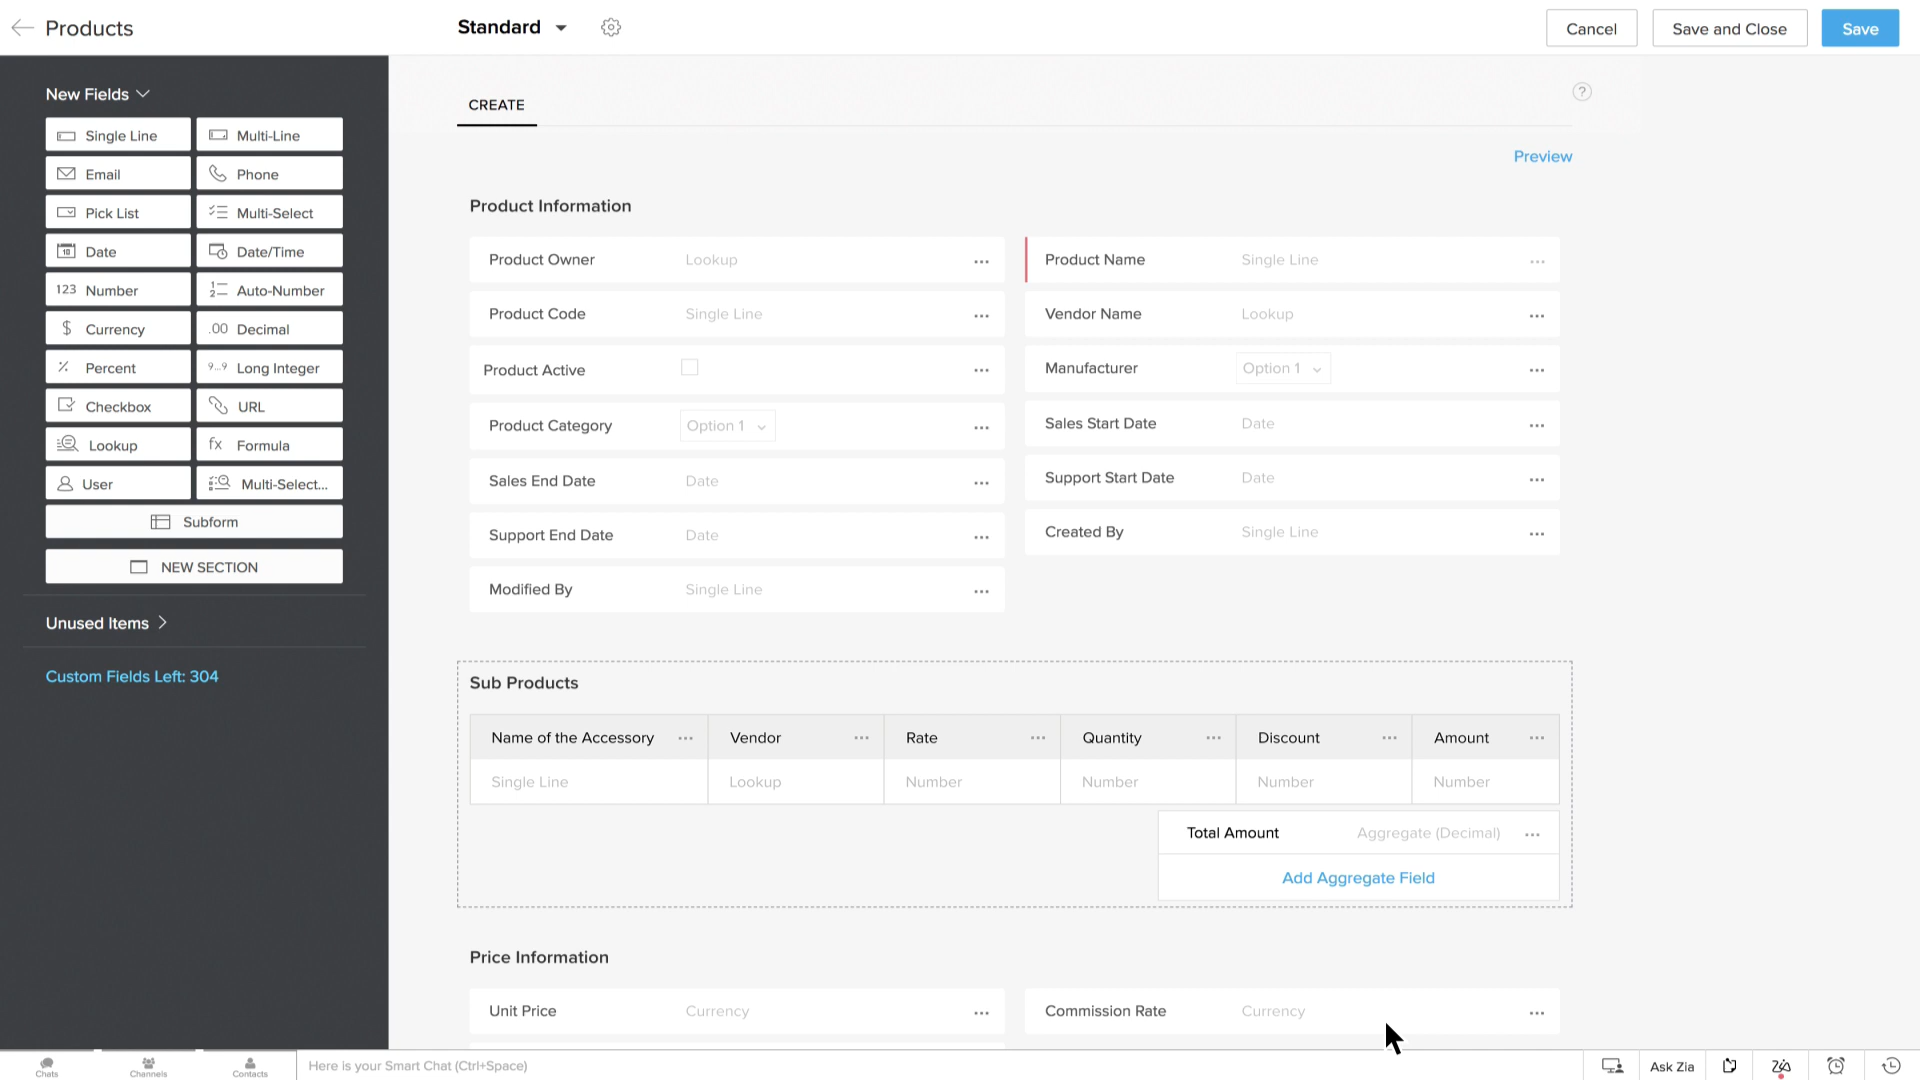 Products
Standard
Cancel
Save and Close
Save
New Fields
Single Line
Multi-Line
Email
Phone
Pick List
Multi-Select
Date
Date/Time
123 Number
Auto-Number
$ Currency
.00 Decimal
Percent
9...9 Long Integer
Checkbox
URL
Lookup
fx Formula
User
Multi-Select...
Subform
NEW SECTION
Unused Items
Custom Fields Left: 304
CREATE
?
Preview
Product Information
Product Owner Lookup ...
Product Name Single Line ...
Product Code Single Line ...
Vendor Name Lookup ...
Product Active ...
Manufacturer Option 1 ...
Product Category Option 1 ...
Sales Start Date Date ...
Sales End Date Date ...
Support Start Date Date ...
Support End Date Date ...
Created By Single Line ...
Modified By Single Line ...
Sub Products
Name of the Accessory ... Vendor ... Rate ... Quantity ... Discount ... Amount ...
Single Line Lookup Number Number Number Number
Total Amount Aggregate (Decimal) ...
Add Aggregate Field
Price Information
Unit Price Currency ...
Commission Rate Currency ...
Chats
Channels
Contacts
Here is your Smart Chat (Ctrl+Space)
Ask Zia